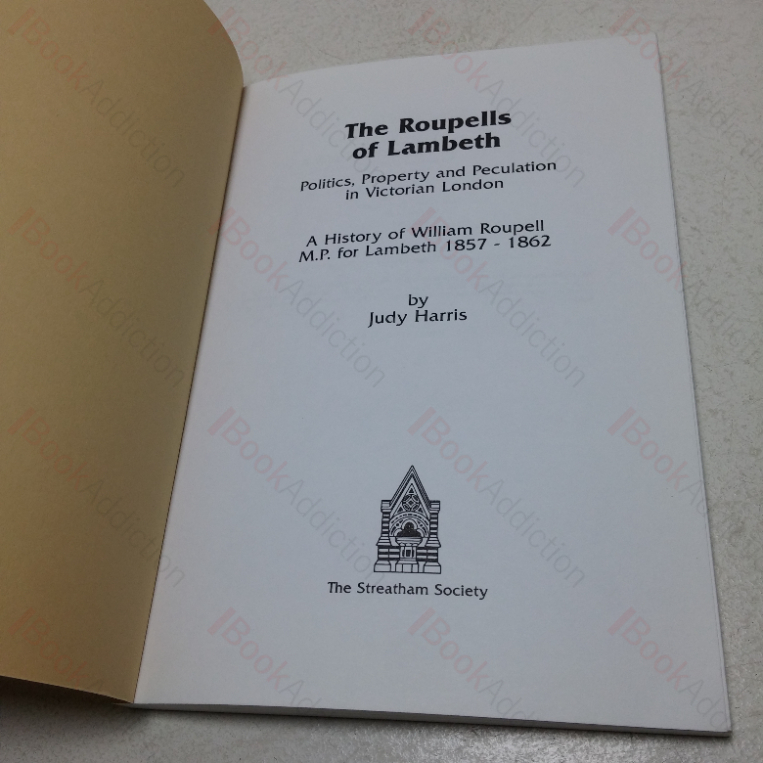 The Roupells
of Lambeth
Politics, Property and Peculation
in Victorian London
A History of William Roupell
M.P. for Lambeth 1857 - 1862
by
Judy Harris
The Streatham Society
BookAddiction